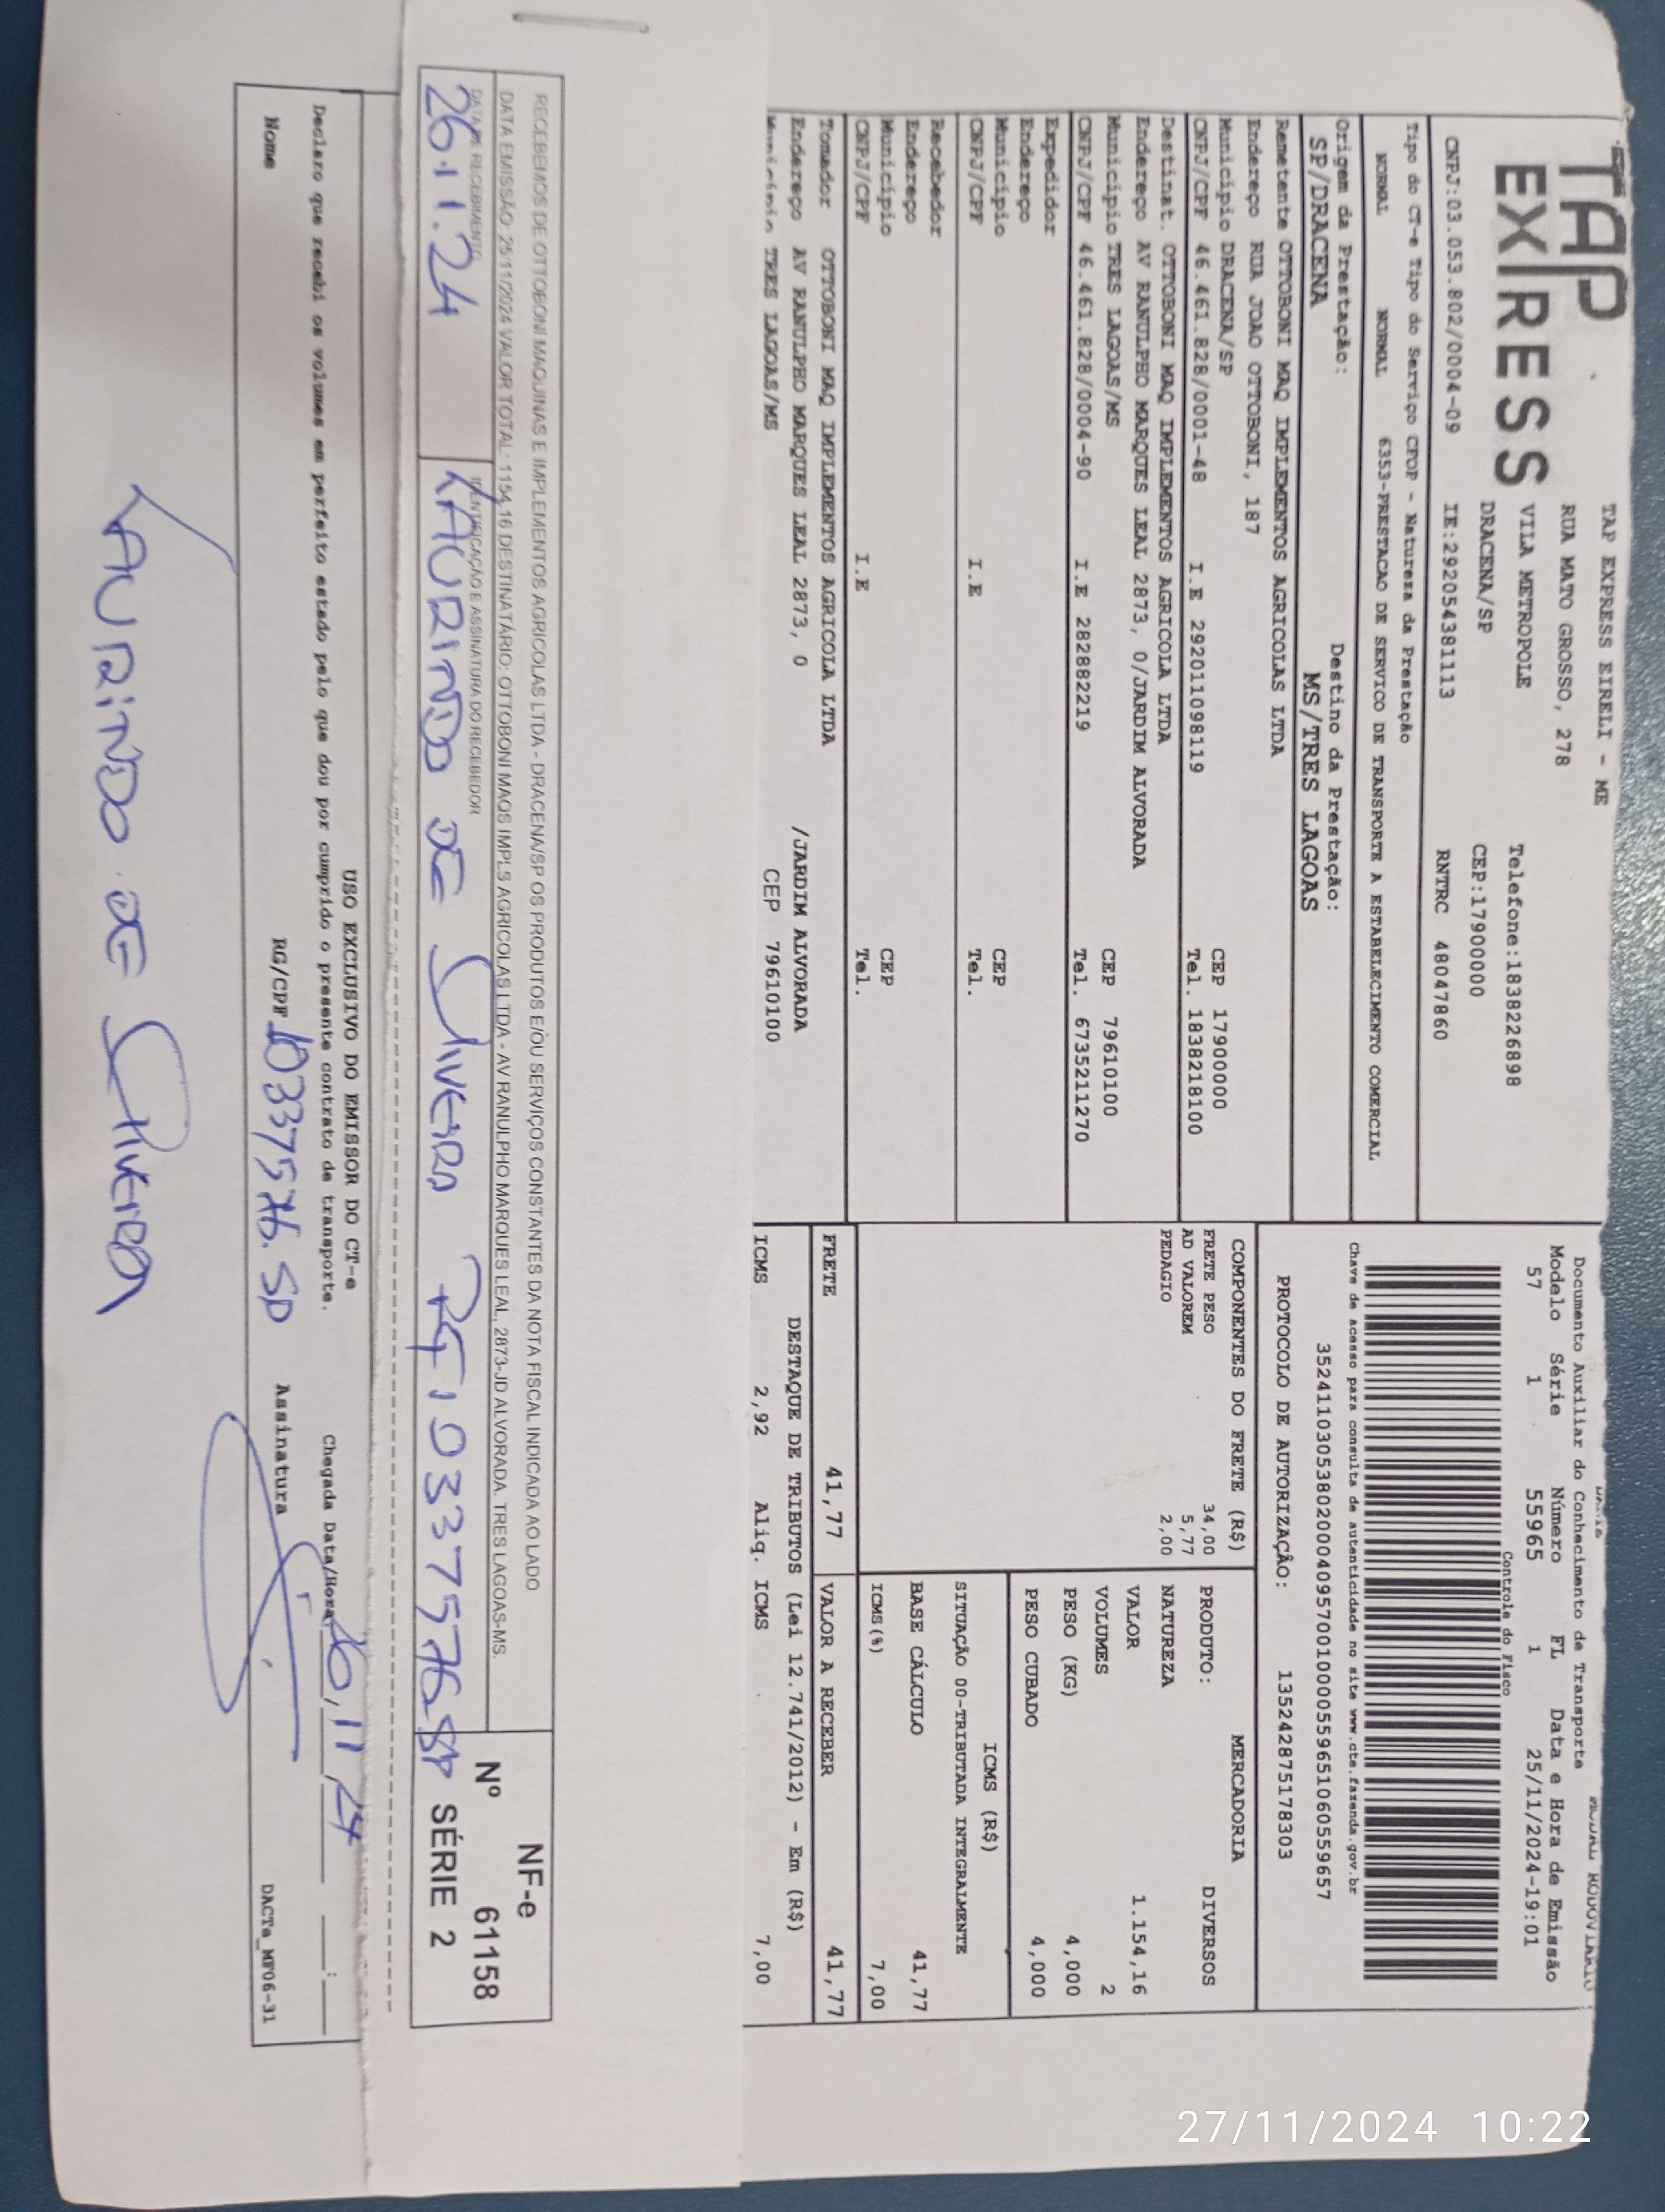 TAP
EXPRESS
TAP EXPRESS EIRELI - ME
RUA MATO GROSSO, 278
VILA METROPOLE
DRACENA/SP
Telefone:1838226898
CEP:17900000
CNPJ:03.053.802/0004-09 IE:292054381113 RNTRC 48047860
Tipo do CT-e Tipo do Serviço CFOP - Natureza da Prestação
NORMAL NORMAL 6353-PRESTACAO DE SERVICO DE TRANSPORTE A ESTABELECIMENTO COMERCIAL
Origem da Prestação: Destino da Prestação:
SP/DRACENA MS/TRES LAGOAS
Remetente OTTOBONI MAQ IMPLEMENTOS AGRICOLAS LTDA
Endereço RUA JOAO OTTOBONI, 187
Município DRACENA/SP CEP 17900000
CNPJ/CPF 46.461.828/0001-48 I.E 292011098119 Tel. 1838218100
Destinat. OTTOBONI MAQ IMPLEMENTOS AGRICOLA LTDA
Endereço AV RANULPHO MARQUES LEAL 2873, 0/JARDIM ALVORADA
Município TRES LAGOAS/MS CEP 79610100
CNPJ/CPF 46.461.828/0004-90 I.E 282882219 Tel. 673521 1270
Expedidor
Endereço
Município CEP
CNPJ/CPF I.E Tel.
Recebedor
Endereço
Município CEP
CNPJ/CPF I.E Tel.
Tomador OTTOBONI MAQ IMPLEMENTOS AGRICOLA LTDA
Endereço AV RANULPHO MARQUES LEAL 2873, 0 /JARDIM ALVORADA
Município TRES LAGOAS/MS CEP 79610100
MODAL RODOVIARIO
Documento Auxiliar do Conhecimento de Transporte
Modelo Série Número FL Data e Hora de Emissão
57 1 55965 1 25/11/2024-19:01
Controle do Fisco
Chave de acesso para consulta de autenticidade no site www.cte.fazenda.gov.br
35241103053802000409570010000559651060559657
PROTOCOLO DE AUTORIZAÇÃO: 135242875178303
COMPONENTES DO FRETE (R$)
FRETE PESO 34,00
AD VALOREM 5,77
PEDAGIO 2,00
MERCADORIA
PRODUTO: DIVERSOS
NATUREZA
VALOR 1.154,16
VOLUMES 2
PESO (KG) 4,000
PESO CUBADO 4,000
ICMS (R$)
SITUAÇÃO 00-TRIBUTADA INTEGRALMENTE
BASE CÁLCULO 41,77
ICMS(%) 7,00
FRETE 41,77 VALOR A RECEBER 41,77
DESTAQUE DE TRIBUTOS (Lei 12.741/2012) - Em (R$)
ICMS 2,92 Aliq. ICMS 7,00
RECEBEMOS DE OTTOBONI MAQUINAS E IMPLEMENTOS AGRICOLAS LTDA - DRACENA/SP OS PRODUTOS E/OU SERVIÇOS CONSTANTES DA NOTA FISCAL INDICADA AO LADO
DATA EMISSÃO: 25/11/2024 VALOR TOTAL: 1154,16 DESTINATÁRIO: OTTOBONI MAQS IMPLS AGRICOLAS LTDA - AV RANULPHO MARQUES LEAL, 2873-JD ALVORADA. TRES LAGOAS-MS.
DATA DE RECEBIMENTO IDENTIFICAÇÃO E ASSINATURA DO RECEBEDOR
26.11.24 LAURINDO DE SILVEIRA RG 103375768P
NF-e
Nº 61158
SÉRIE 2
USO EXCLUSIVO DO EMISSOR DO CT-e
Declaro que recebi os volumes em perfeito estado pelo que dou por cumprido o presente contrato de transporte. Chegada Data/Hora 26/11/24 __:__
Nome RG/CPF Assinatura DACTe_MF06-31
LAURINDO DE SILVEIRA
27/11/2024 10:22